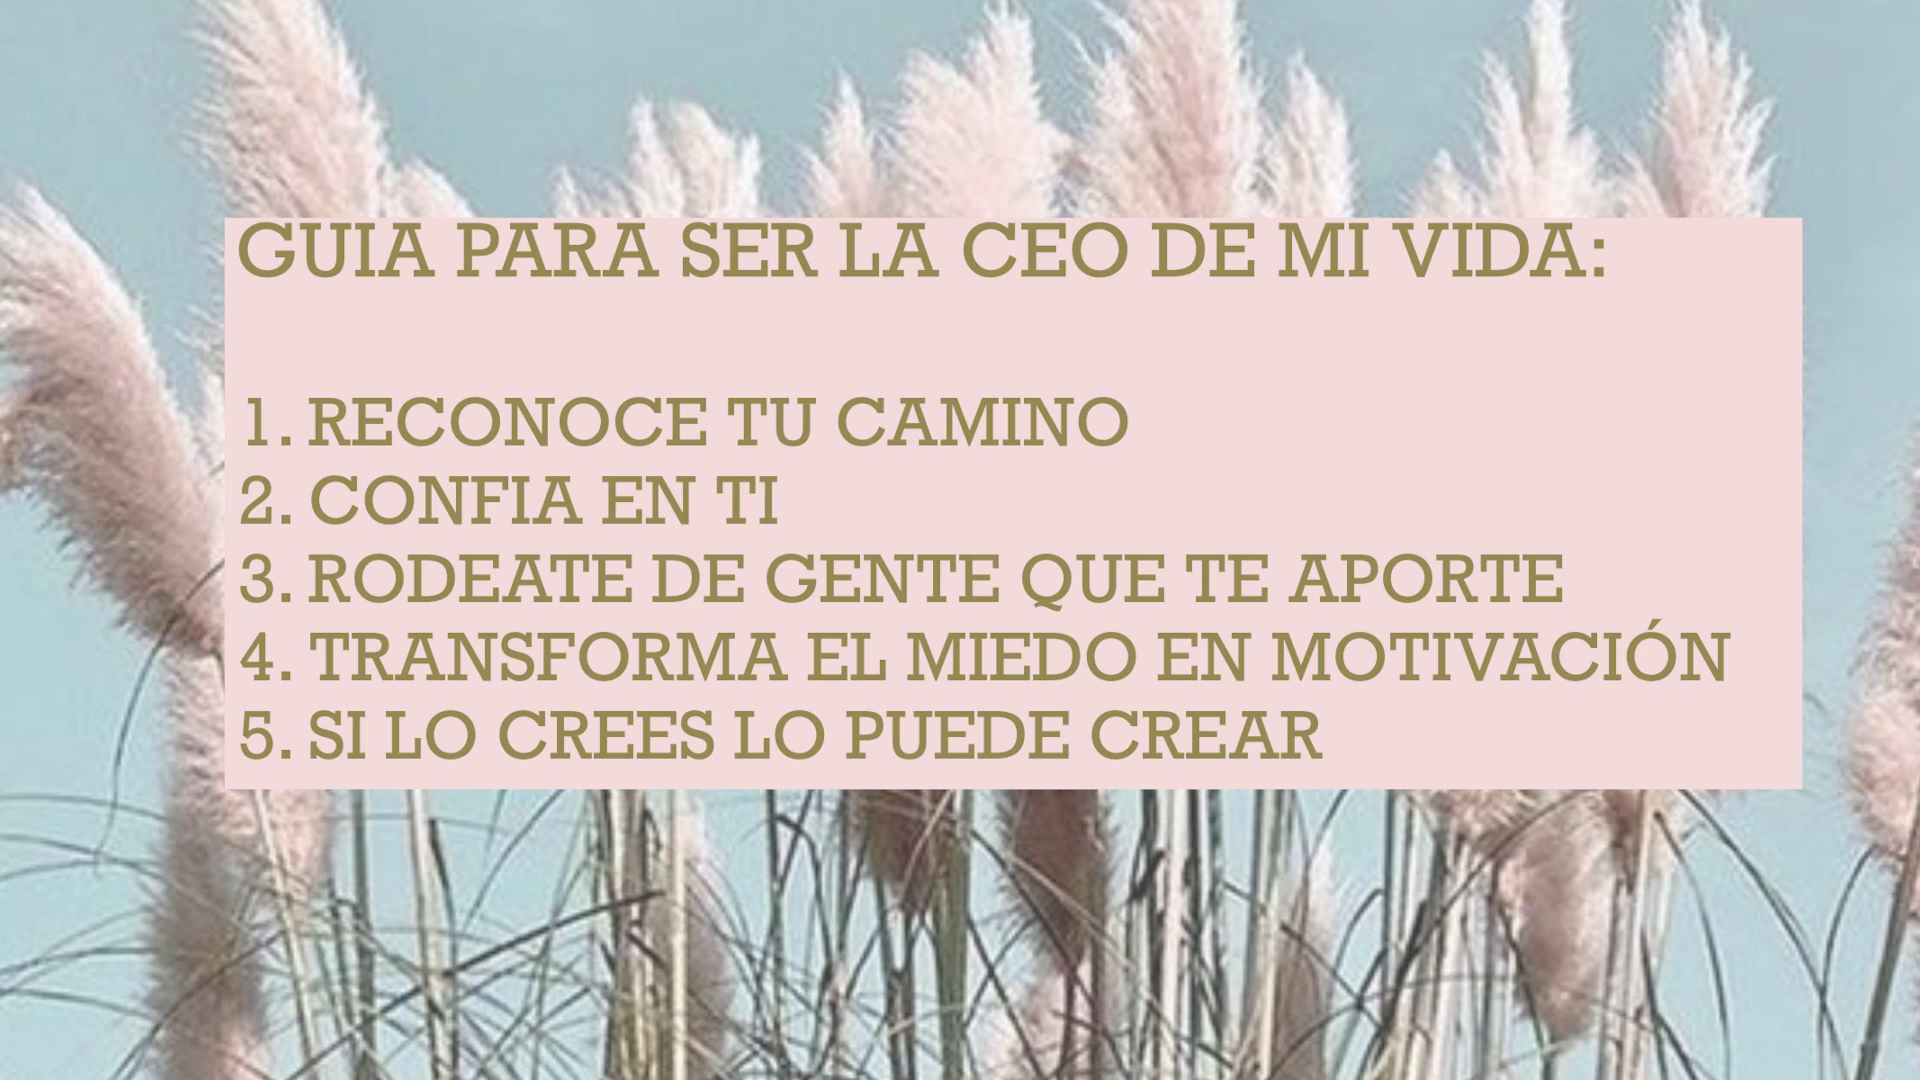 GUIA PARA SER LA CEO DE MI VIDA:
1. RECONOCE TU CAMINO
2. CONFIA EN TI
3. RODEATE DE GENTE QUE TE APORTE
4. TRANSFORMA EL MIEDO EN MOTIVACIÓN
5. SI LO CREES LO PUEDE CREAR